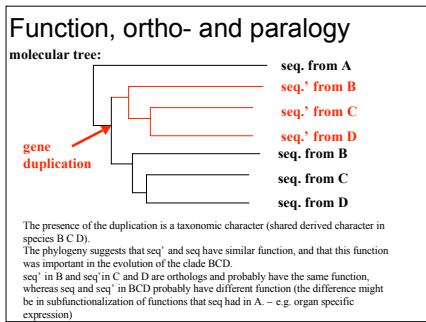 Function, ortho- and paralogy
molecular tree:
seq. from A
seq.' from B
seq.' from C
seq.' from D
gene
duplication
seq. from B
seq. from C
seq. from D
The presence of the duplication is a taxonomic character (shared derived character in
species B C D).
The phylogeny suggests that seq' and seq have similar function, and that this function
was important in the evolution of the clade BCD.
seq' in B and seq'in C and D are orthologs and probably have the same function,
whereas seq and seq' in BCD probably have different function (the difference might
be in subfunctionalization of functions that seq had in A. – e.g. organ specific
expression)